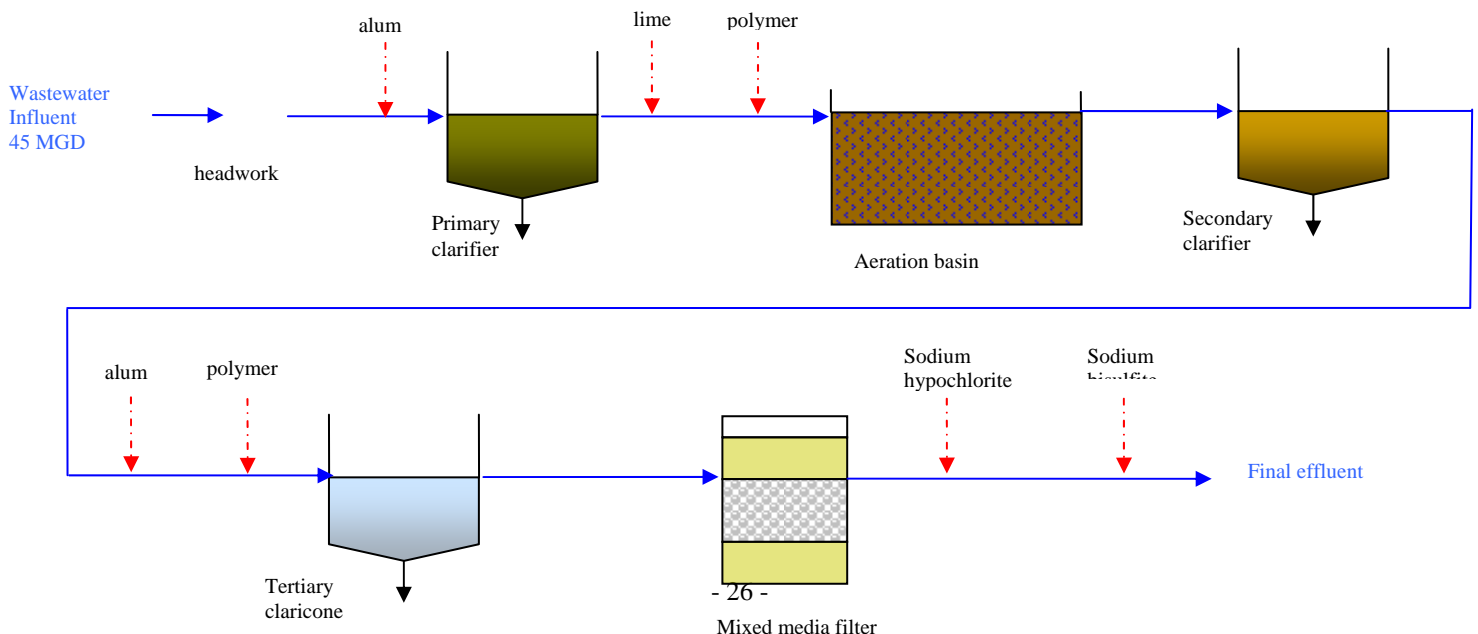 alum
lime
polymer
Wastewater
Influent
45 MGD
headwork
Primary
clarifier
Aeration basin
Secondary
clarifier
alum
polymer
Sodium
hypochlorite
Sodium
bisulfite
Final effluent
Tertiary
claricone
- 26 -
Mixed media filter